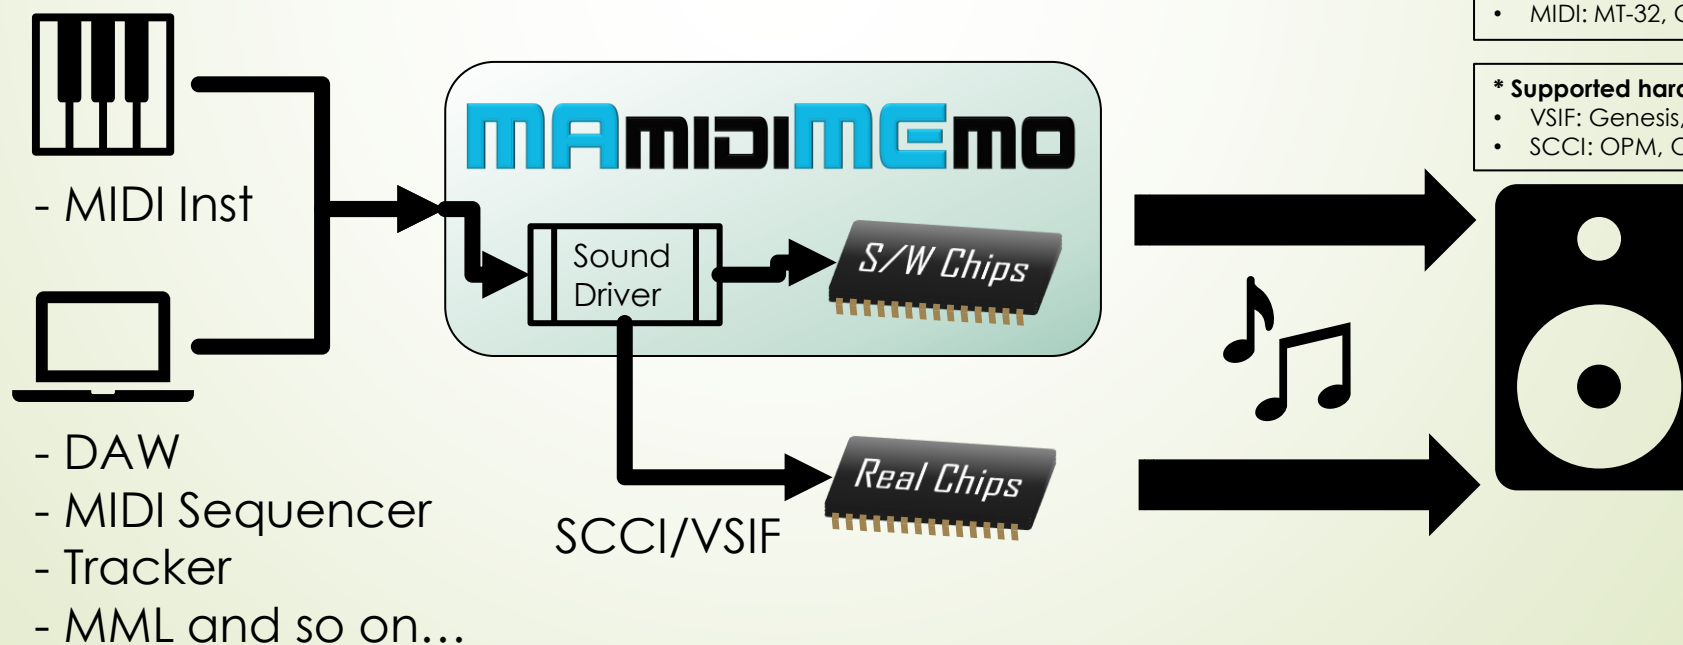 - MIDI Inst
- DAW
- MIDI Sequencer
- Tracker
- MML and so on…
MAmidiMEmo
Sound
Driver
S/W Chips
SCCI/VSIF
Real Chips
• MIDI: MT-32,
* Supported
• VSIF: Genesis/
• SCCI: OPM,